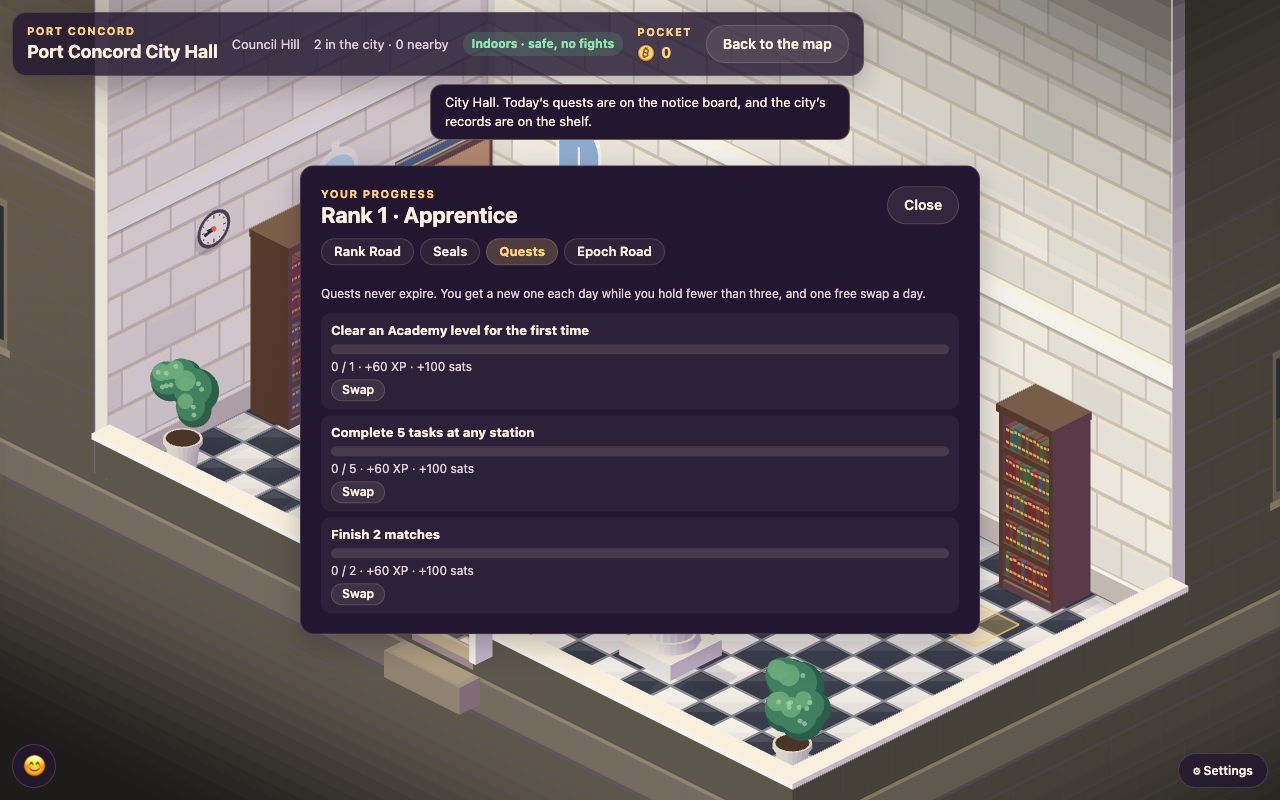 PORT CONCORD
Port Concord City Hall
Council Hill
2 in the city · 0 nearby
Indoors · safe, no fights
POCKET
0
Back to the map
City Hall. Today's quests are on the notice board, and the city's
records are on the shelf.
YOUR PROGRESS
Rank 1 · Apprentice
Close
Rank Road
Seals
Quests
Epoch Road
Quests never expire. You get a new one each day while you hold fewer than three, and one free swap a day.
Clear an Academy level for the first time
0 / 1 · +60 XP · +100 sats
Swap
Complete 5 tasks at any station
0 / 5 · +60 XP · +100 sats
Swap
Finish 2 matches
0 / 2 · +60 XP · +100 sats
Swap
Settings